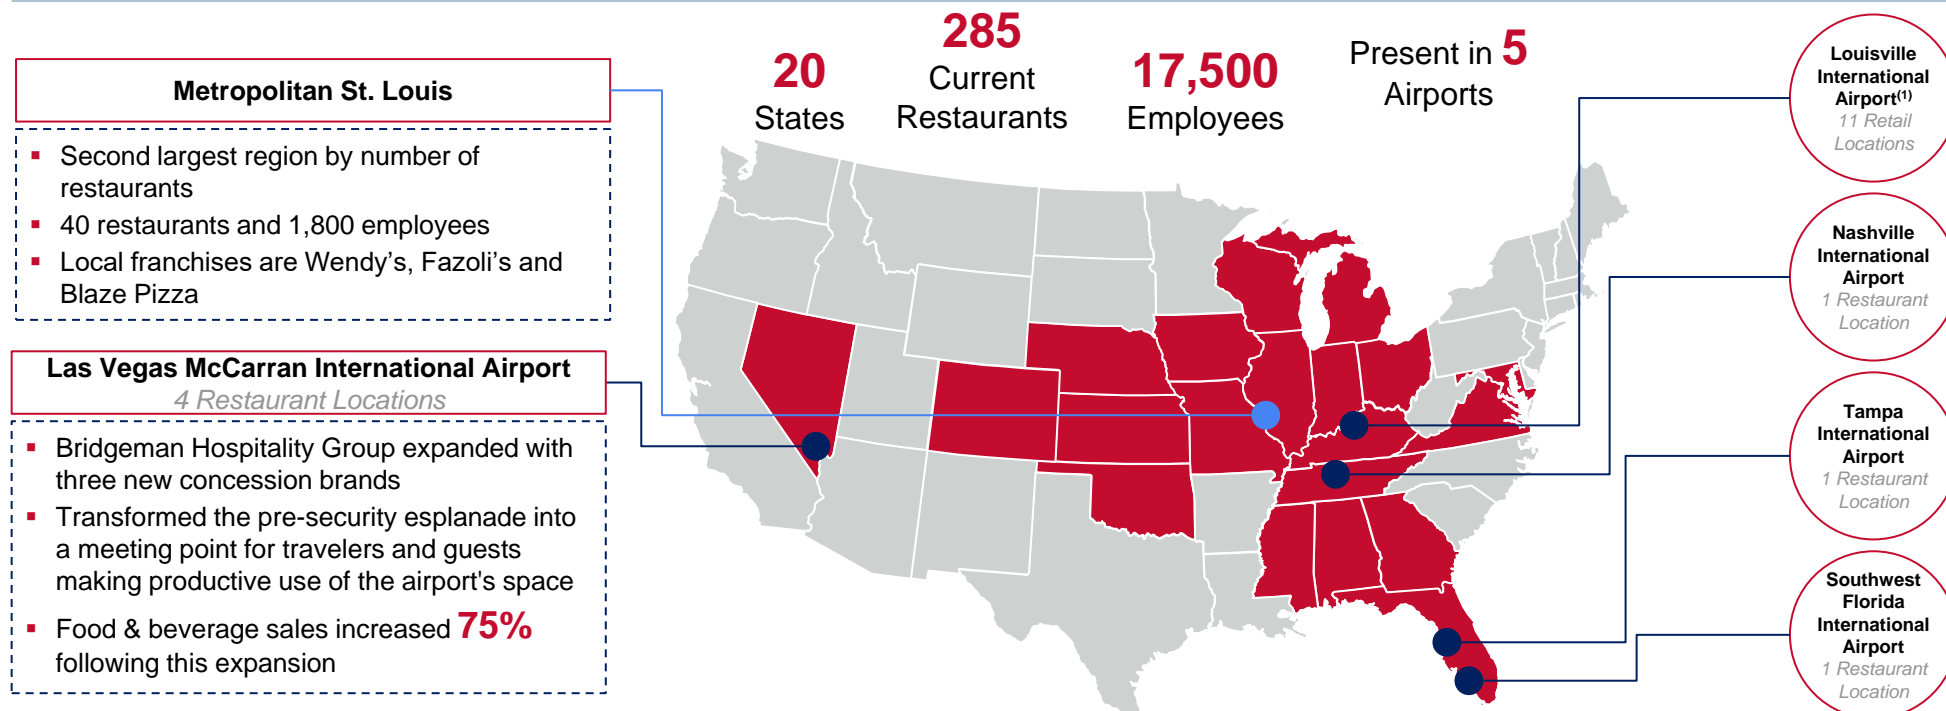 20
States
285
Current
Restaurants
17,500
Employees
Present in 5
Airports
Metropolitan St. Louis
▪ Second largest region by number of
restaurants
▪ 40 restaurants and 1,800 employees
▪ Local franchises are Wendy’s, Fazoli’s and
Blaze Pizza
Las Vegas McCarran International Airport
4 Restaurant Locations
▪ Bridgeman Hospitality Group expanded with
three new concession brands
▪ Transformed the pre-security esplanade into
a meeting point for travelers and guests
making productive use of the airport's space
▪ Food & beverage sales increased 75%
following this expansion
Louisville
International
Airport(1)
11 Retail
Locations
Nashville
International
Airport
1 Restaurant
Location
Tampa
International
Airport
1 Restaurant
Location
Southwest
Florida
International
Airport
1 Restaurant
Location